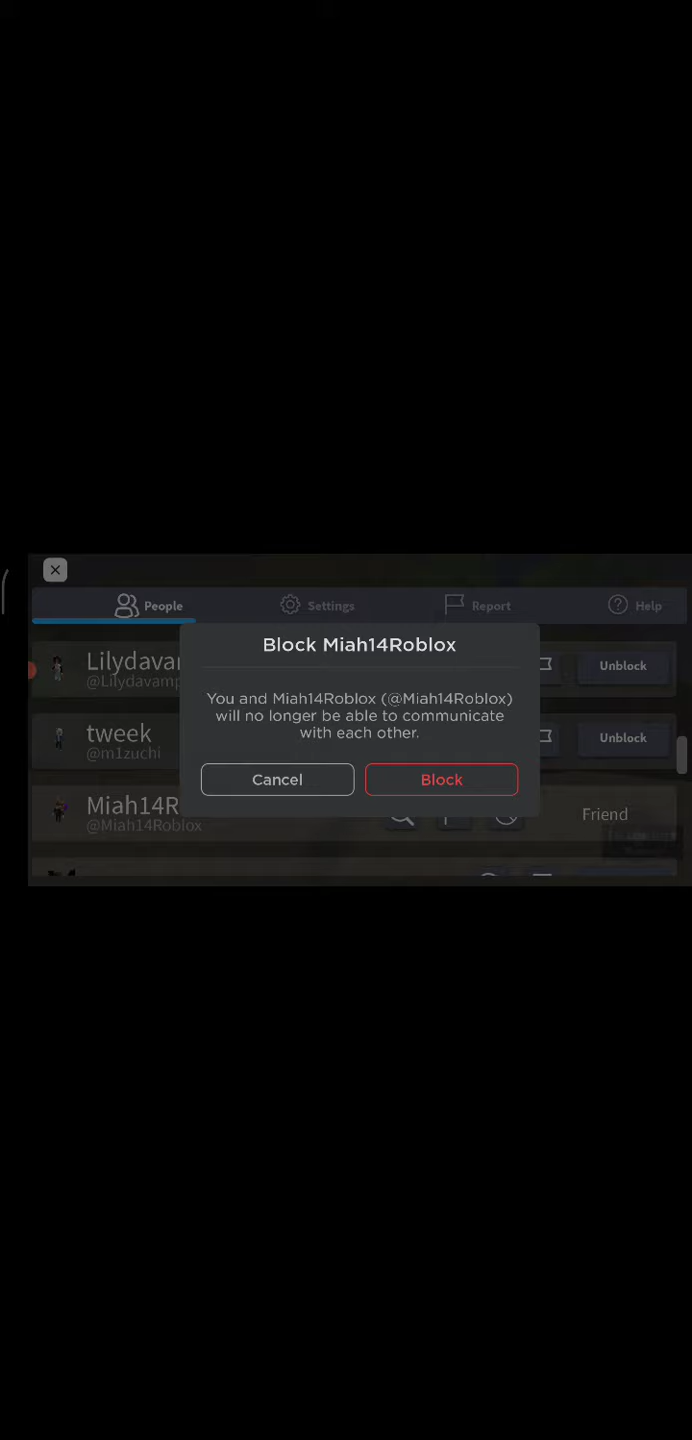 People
Settings
Report
Help
Block Miah14Roblox
You and Miah14Roblox (@Miah14Roblox)
will no longer be able to communicate
with each other.
Cancel
Block
Lilydavar
@Lilydavamp
Unblock
tweek
@m1zuchi
Unblock
Miah14R
@Miah14Roblox
Friend